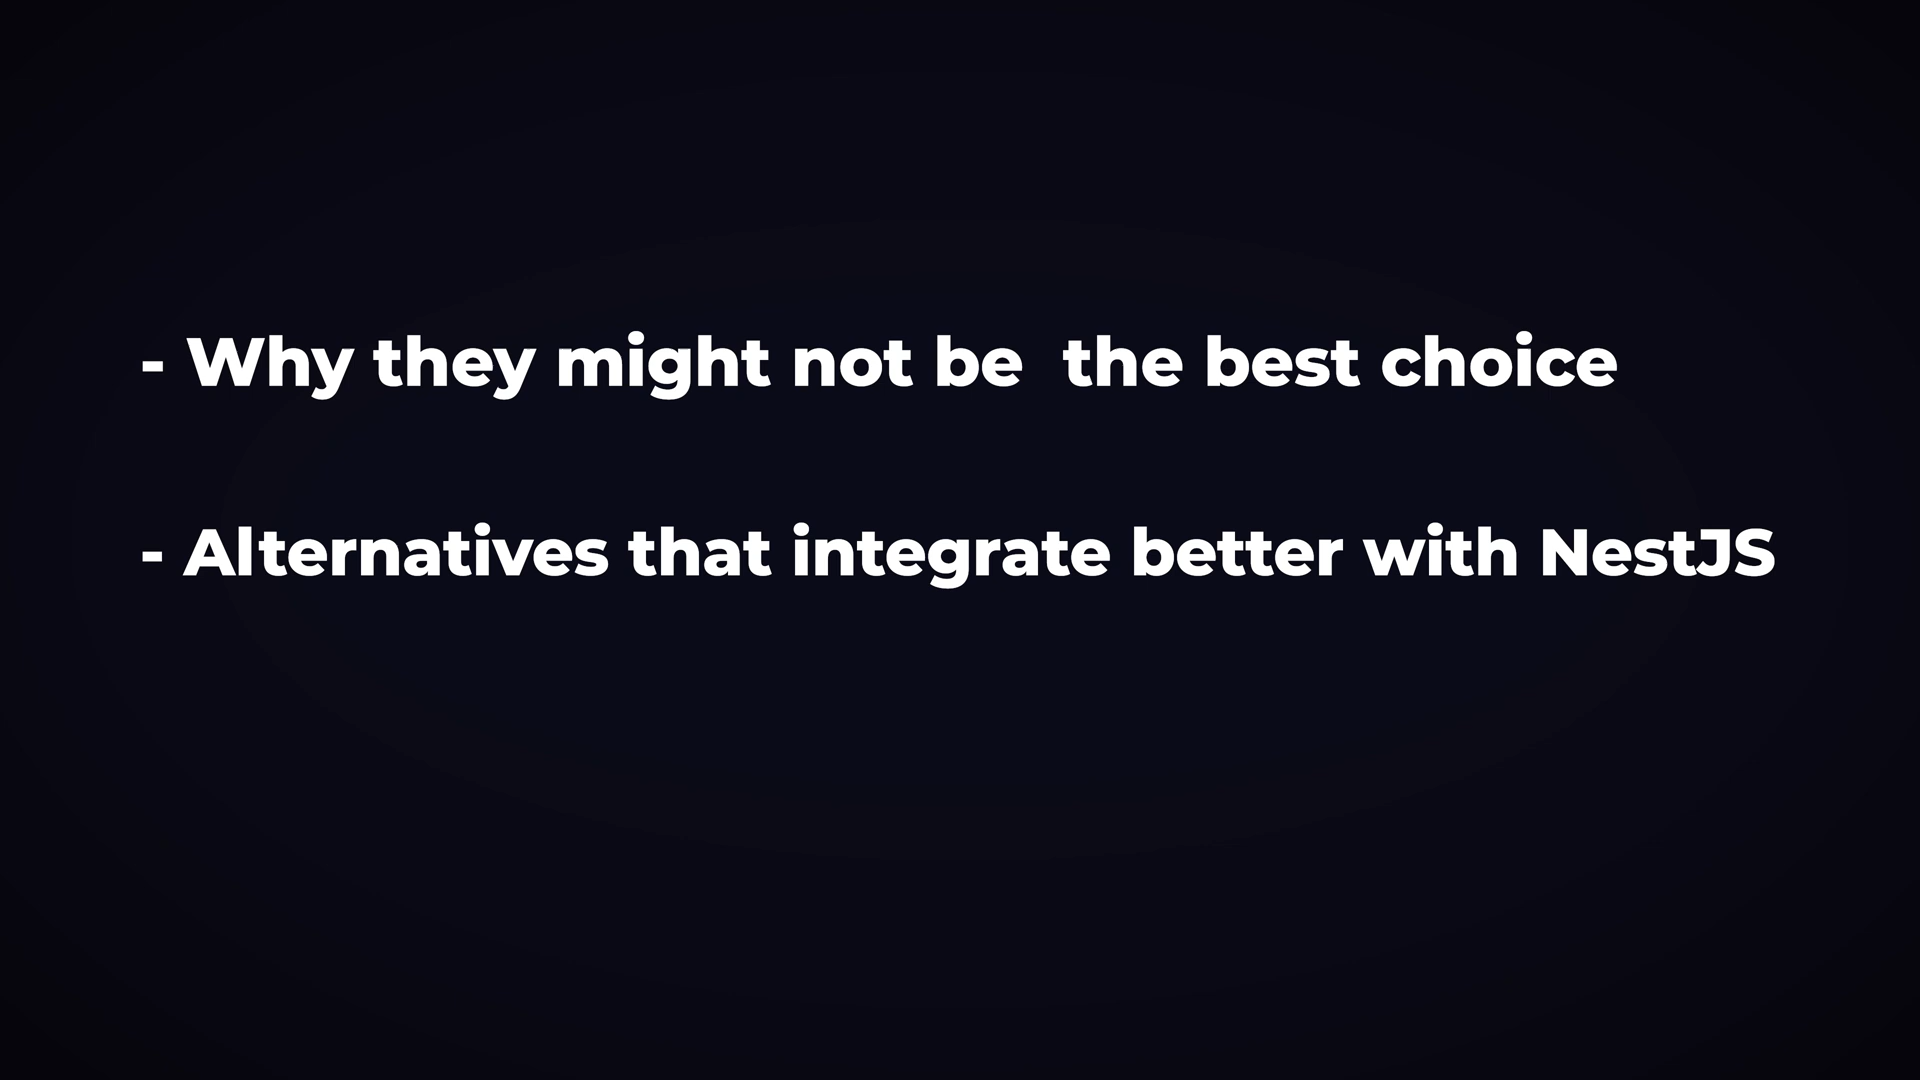 - Why they might not be  the best choice
- Alternatives that integrate better with NestJS